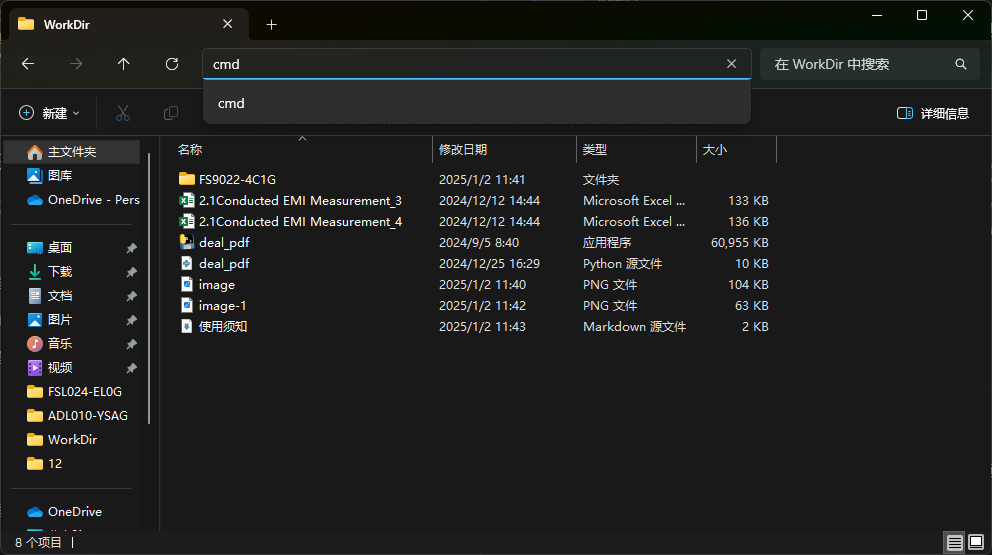 WorkDir
cmd
在 WorkDir 中搜索
cmd
新建
详细信息
主文件夹
图库
OneDrive - Pers
桌面
下载
文档
图片
音乐
视频
FSL024-EL0G
ADL010-YSAG
WorkDir
12
OneDrive
名称 修改日期 类型 大小
FS9022-4C1G 2025/1/2 11:41 文件夹
2.1Conducted EMI Measurement_3 2024/12/12 14:44 Microsoft Excel ... 133 KB
2.1Conducted EMI Measurement_4 2024/12/12 14:44 Microsoft Excel ... 136 KB
deal_pdf 2024/9/5 8:40 应用程序 60,955 KB
deal_pdf 2024/12/25 16:29 Python 源文件 10 KB
image 2025/1/2 11:40 PNG 文件 104 KB
image-1 2025/1/2 11:42 PNG 文件 63 KB
使用须知 2025/1/2 11:43 Markdown 源文件 2 KB
8 个项目